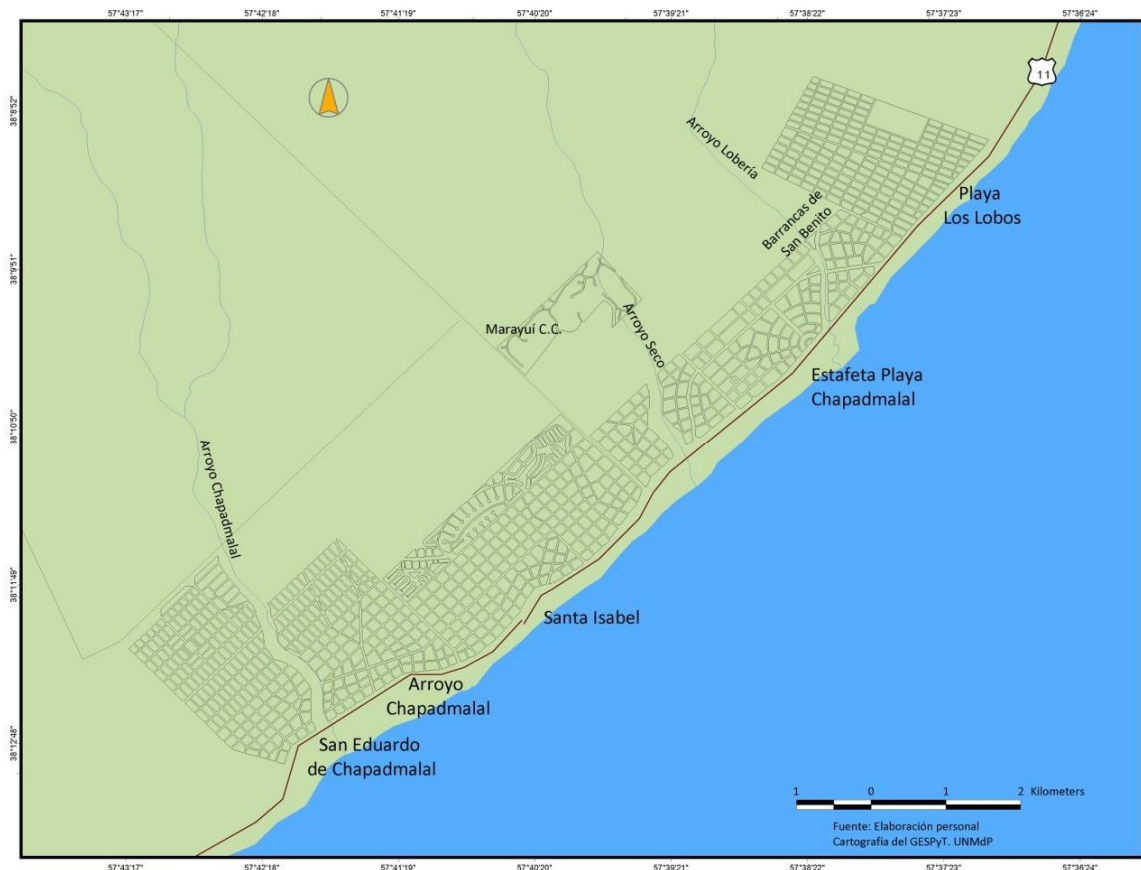 57°43'17"
57°42'18"
57°41'19"
57°40'20"
57°39'21"
57°38'22"
57°37'23"
57°36'24"
11
38°8'52"
38°9'51"
38°10'50"
38°11'49"
38°12'48"
Arroyo Lobería
Barrancas de
San Benito
Playa
Los Lobos
Arroyo Seco
Marayuí C.C.
Estafeta Playa
Chapadmalal
Arroyo Chapadmalal
Santa Isabel
Arroyo
Chapadmalal
San Eduardo
de Chapadmalal
1 0 1 2 Kilometers
Fuente: Elaboración personal
Cartografía del GESPyT. UNMdP
57°43'17"
57°42'18"
57°41'19"
57°40'20"
57°39'21"
57°38'22"
57°37'23"
57°36'24"